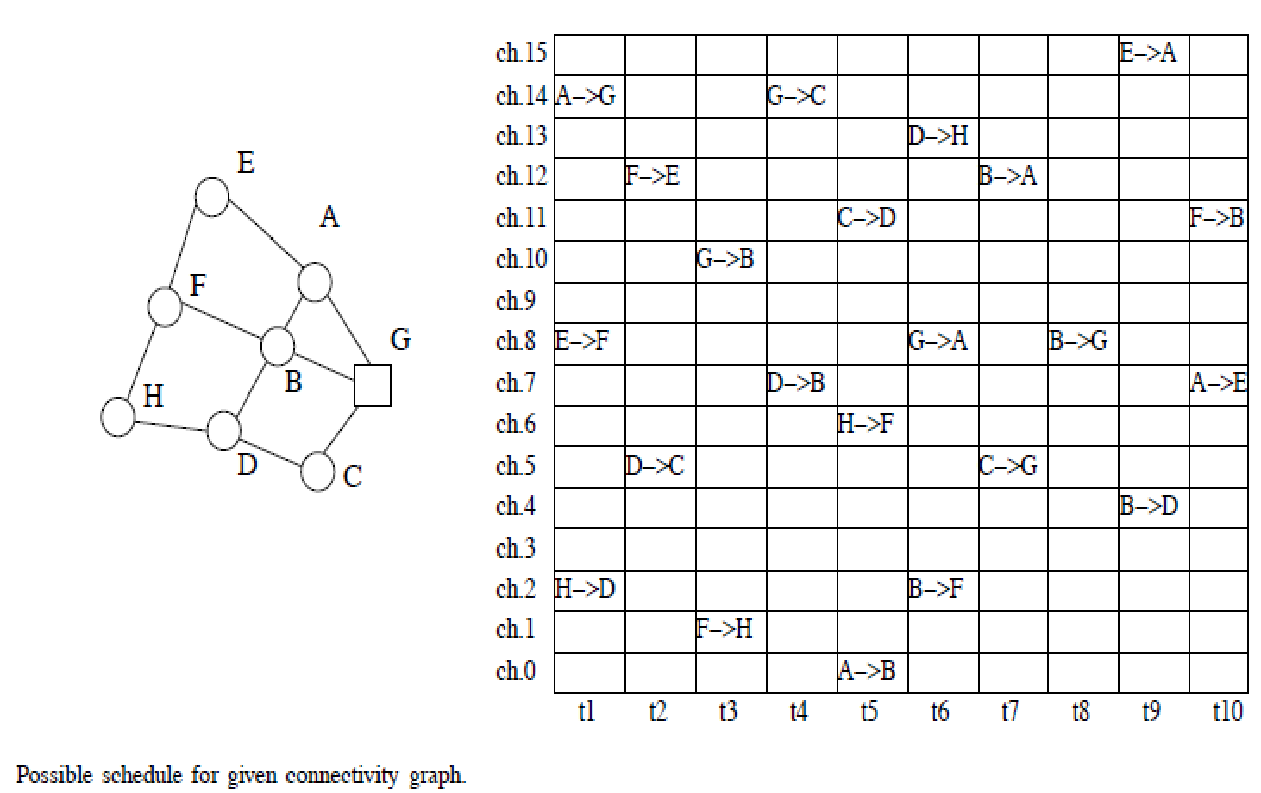 E
A
F
G
B
H
D
C
ch.15 E–>A
ch.14 A–>G G–>C
ch.13 D–>H
ch.12 F–>E B–>A
ch.11 C–>D F–>B
ch.10 G–>B
ch.9
ch.8 E–>F G–>A B–>G
ch.7 D–>B A–>E
ch.6 H–>F
ch.5 D–>C C–>G
ch.4 B–>D
ch.3
ch.2 H–>D B–>F
ch.1 F–>H
ch.0 A–>B
t1 t2 t3 t4 t5 t6 t7 t8 t9 t10
Possible schedule for given connectivity graph.